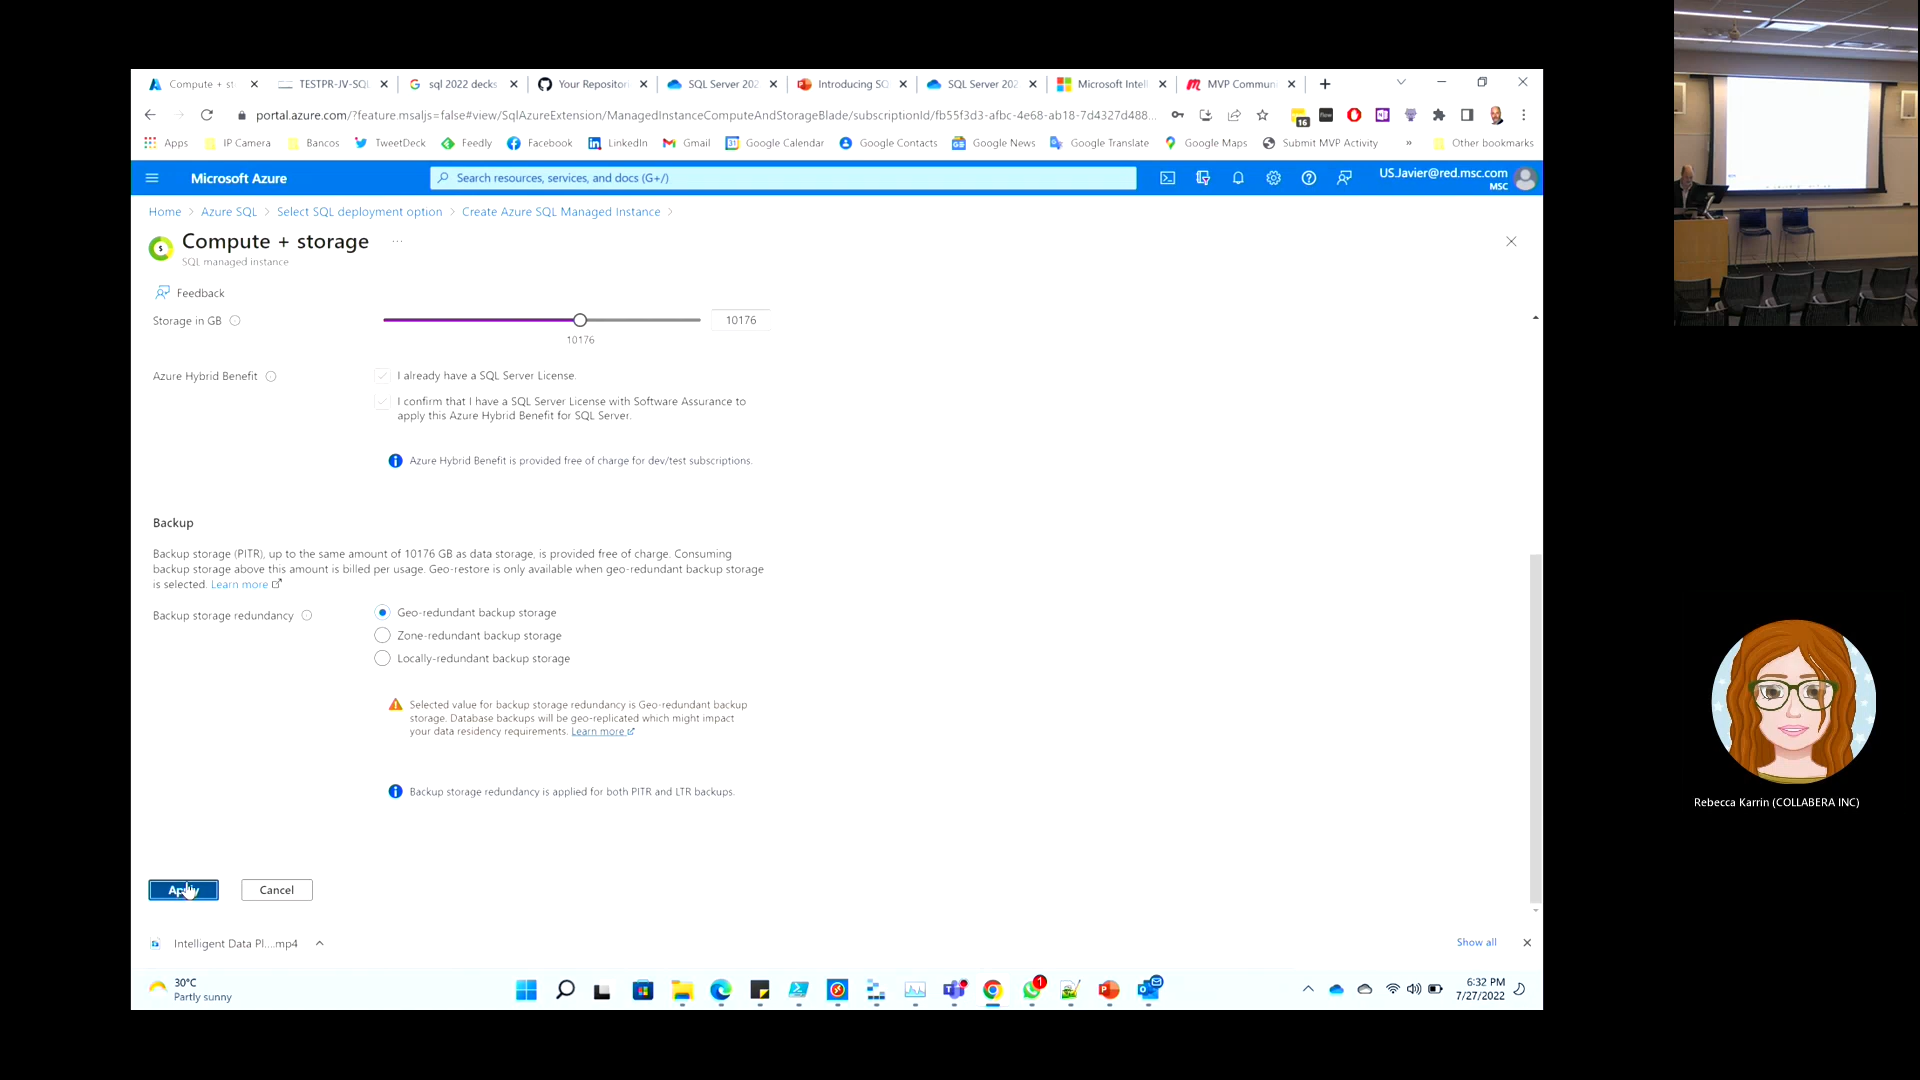 Compute + st
TESTPR-JV-SQL
sql 2022 decks
Your Repositori
SQL Server 202
Introducing SQ
SQL Server 202
Microsoft Intell
MVP Communi
portal.azure.com/?feature.msaljs=false#view/SqlAzureExtension/ManagedInstanceComputeAndStorageBlade/subscriptionId/fb55f3d3-afbc-4e68-ab18-7d4327d488...
16
Apps
IP Camera
Bancos
TweetDeck
Feedly
Facebook
LinkedIn
Gmail
Google Calendar
Google Contacts
Google News
Google Translate
Google Maps
Submit MVP Activity
»
Other bookmarks
Microsoft Azure
Search resources, services, and docs (G+/)
US.Javier@red.msc.com
MSC
Home > Azure SQL > Select SQL deployment option > Create Azure SQL Managed Instance >
Compute + storage ...
SQL managed instance
Feedback
Storage in GB
10176
10176
Azure Hybrid Benefit
I already have a SQL Server License.
I confirm that I have a SQL Server License with Software Assurance to
apply this Azure Hybrid Benefit for SQL Server.
Azure Hybrid Benefit is provided free of charge for dev/test subscriptions.
Backup
Backup storage (PITR), up to the same amount of 10176 GB as data storage, is provided free of charge. Consuming
backup storage above this amount is billed per usage. Geo-restore is only available when geo-redundant backup storage
is selected. Learn more
Backup storage redundancy
Geo-redundant backup storage
Zone-redundant backup storage
Locally-redundant backup storage
Selected value for backup storage redundancy is Geo-redundant backup
storage. Database backups will be geo-replicated which might impact
your data residency requirements. Learn more
Backup storage redundancy is applied for both PITR and LTR backups.
Apply
Cancel
Intelligent Data Pl....mp4
Show all
30°C
Partly sunny
1
6:32 PM
7/27/2022
Rebecca Karrin (COLLABERA INC)